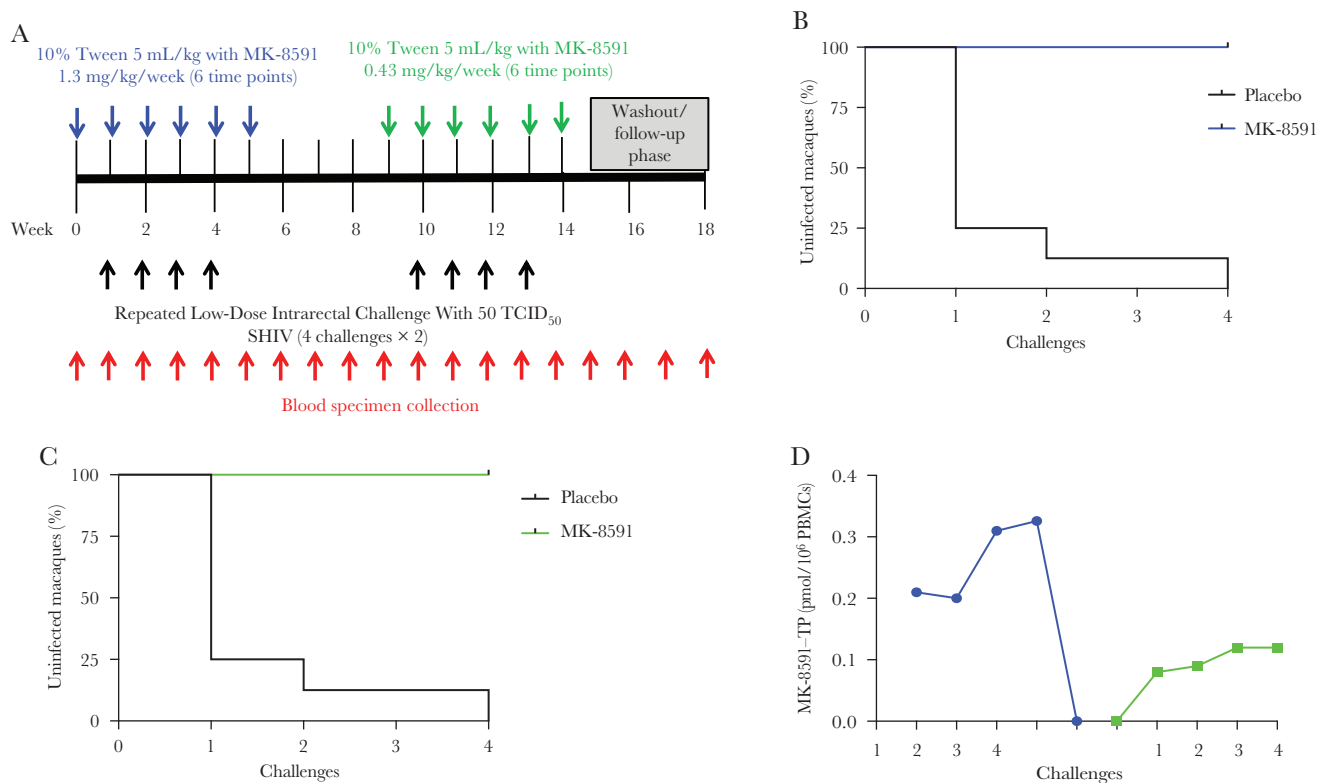 A
10% Tween 5 mL/kg with MK-8591
1.3 mg/kg/week (6 time points)
10% Tween 5 mL/kg with MK-8591
0.43 mg/kg/week (6 time points)
Washout/
follow-up
phase
Week 0 2 4 6 8 10 12 14 16 18
Repeated Low-Dose Intrarectal Challenge With 50 TCID₅₀
SHIV (4 challenges × 2)
Blood specimen collection
B
Uninfected macaques (%)
100
75
50
25
0
0 1 2 3 4
Challenges
Placebo
MK-8591
C
Uninfected macaques (%)
100
75
50
25
0
0 1 2 3 4
Challenges
Placebo
MK-8591
D
MK-8591–TP (pmol/10⁶ PBMCs)
0.4
0.3
0.2
0.1
0.0
1 2 3 4 1 2 3 4
Challenges